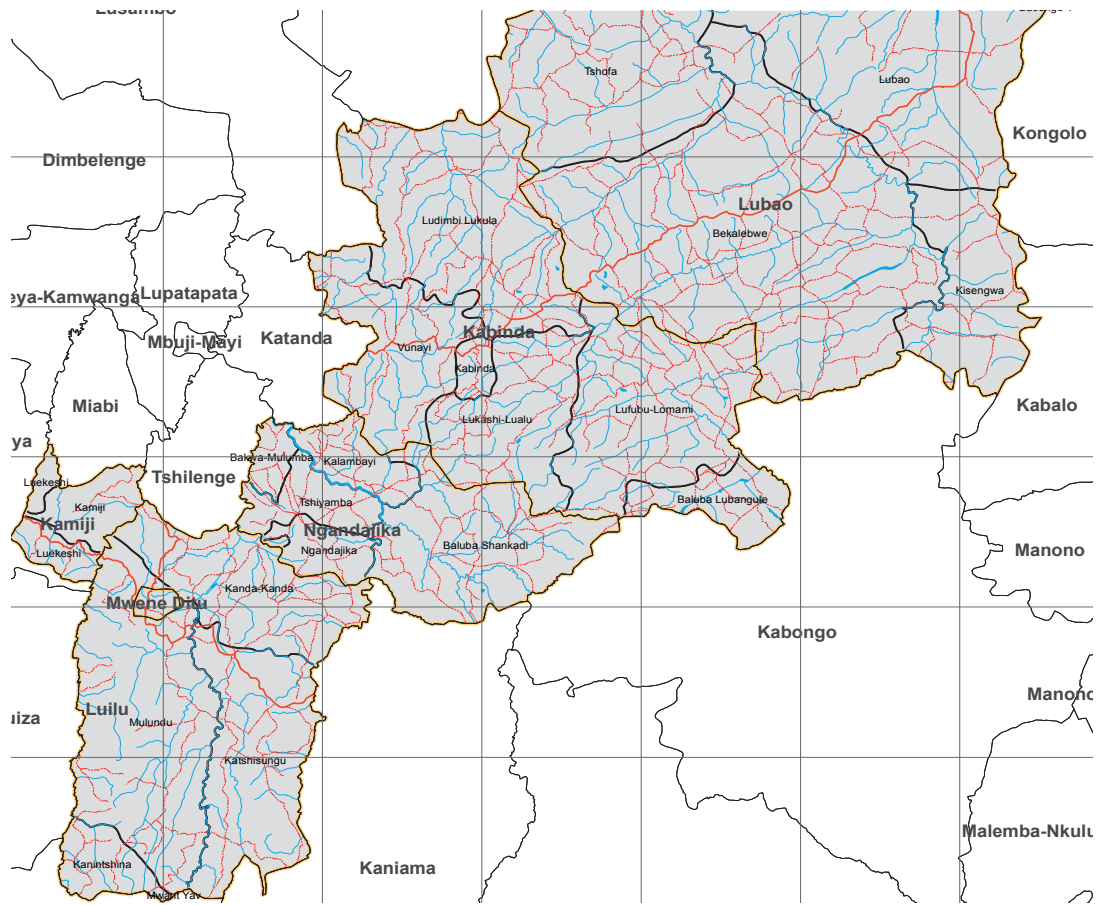 Lusambo
Tshofa
Lubao
Kongolo
Dimbelenge
Lubao
Ludimbi Lukula
Bekalebwe
eya-Kamwanga
Lupatapata
Kisengwa
Mbuji-Mayi
Katanda
Kabinda
Vunayi
Kabinda
Miabi
Lufubu-Lomami
Kabalo
Lukashi-Lualu
ya
Bakwa-Mulumba
Kalambayi
Tshilenge
Luekeshi
Baluba Lubangule
Tshiyamba
Kamiji
Kamiji
Ngandajika
Baluba Shankadi
Ngandajika
Manono
Luekeshi
Kanda-Kanda
Mwene Ditu
Kabongo
Manono
Luilu
uiza
Mulundu
Katshisungu
Malemba-Nkulu
Kanintshina
Kaniama
Mwant Yav